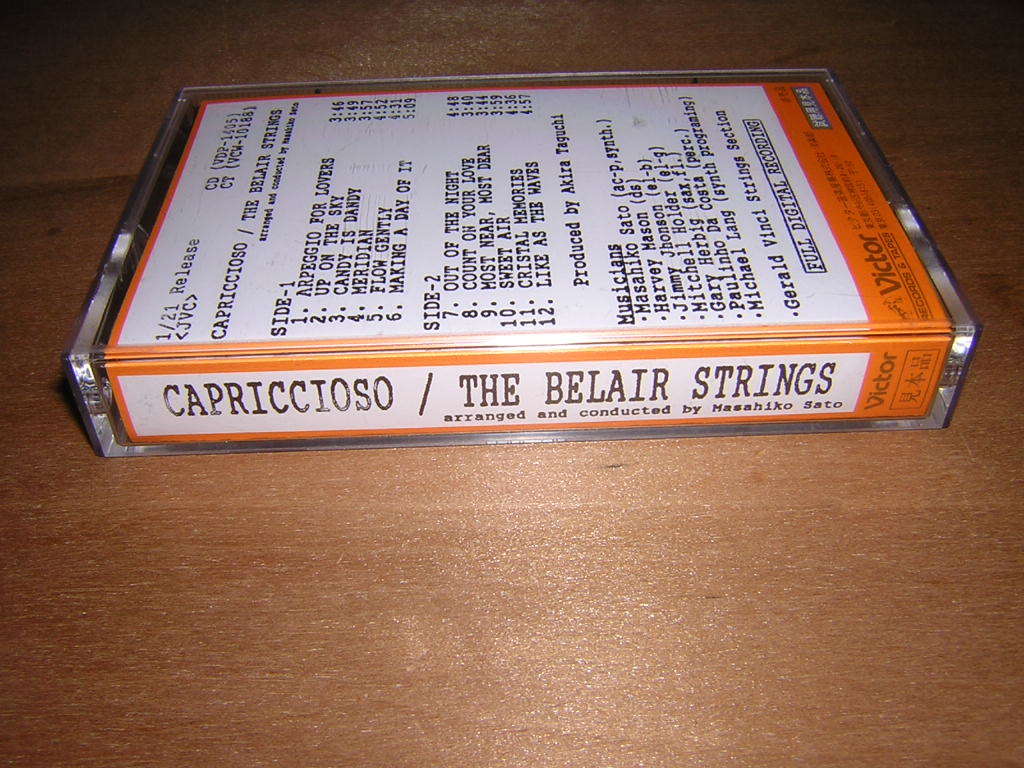 1/21 Release
<JVC>
CD (VDP-1405)
CT (VCW-10188)
CAPRICCIOSO / THE BELAIR STRINGS
arranged and conducted by Masahiko Sato
SIDE-1
1. ARPEGGIO FOR LOVERS 3:46
2. UP ON THE SKY 3:49
3. CANDY IS DANDY 4:57
4. MERIDIAN 4:52
5. FLOW GENTLY 4:31
6. MAKING A DAY OF IT 5:09
SIDE-2
7. OUT OF THE NIGHT 4:48
8. COUNT ON YOUR LOVE 3:40
9. MOST NEAR, MOST DEAR 3:44
10. SWEET AIR 3:59
11. CRISTAL MEMORIES 4:36
12. LIKE AS THE WAVES 4:57
Produced by Akira Taguchi
Musicians
・Masahiko Sato (ac-p,synth.)
・Harvey Mason (ds)
・Jimmy Jhonson (el-b)
・Mitchell Holder (el-g)
・Gary Herbig (sax,fl.)
・Paulinho Da Costa (perc.)
・Michael Lang (synth programing)
・Gerald Vinci Strings Section
FULL DIGITAL RECORDING
Victor
RECORDS & TAPES
CAPRICCIOSO / THE BELAIR STRINGS
arranged and conducted by Masahiko Sato
Victor
見本品